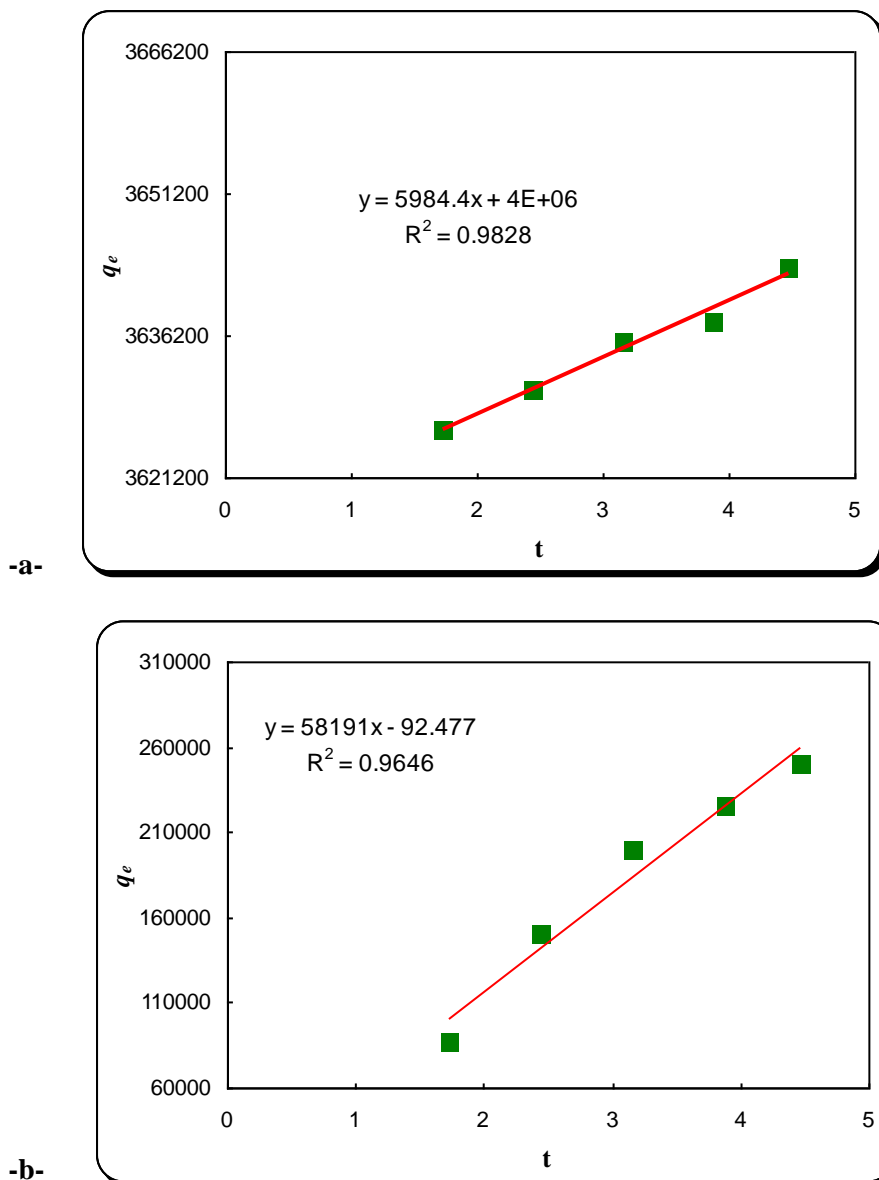 3666200
3651200
y = 5984.4x + 4E+06
R² = 0.9828
qₑ
3636200
3621200
0 1 2 3 4 5
t
-a-
310000
y = 58191x - 92.477
260000
R² = 0.9646
210000
qₑ
160000
110000
60000
0 1 2 3 4 5
t
-b-